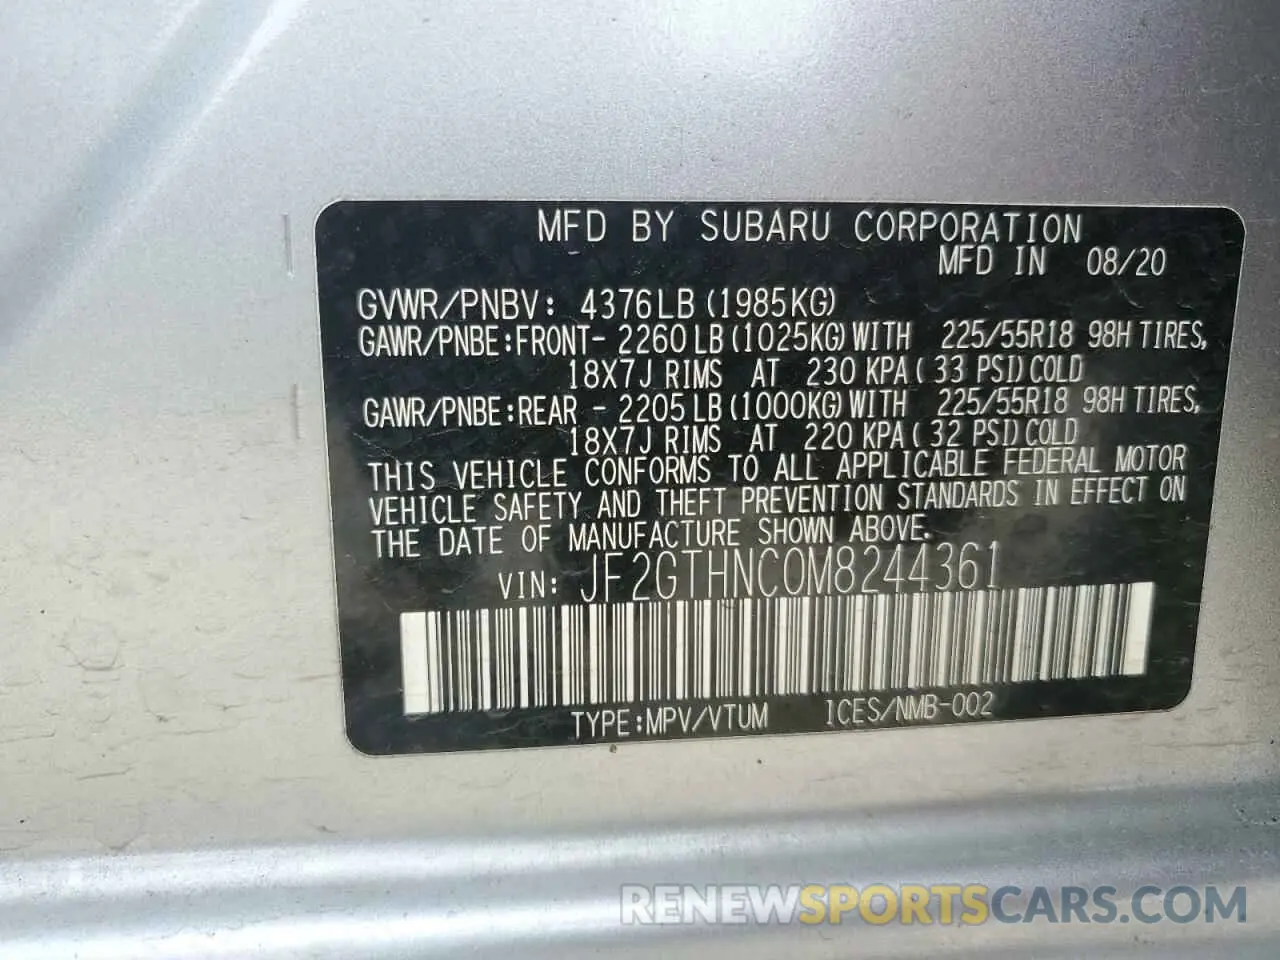 MFD BY SUBARU CORPORATION
MFD IN 08/20
GVWR/PNBV: 4376LB (1985KG)
GAWR/PNBE:FRONT- 2260 LB (1025KG) WITH 225/55R18 98H TIRES,
18X7J RIMS AT 230 KPA ( 33 PSI) COLD
GAWR/PNBE:REAR - 2205 LB (1000KG) WITH 225/55R18 98H TIRES,
18X7J RIMS AT 220 KPA ( 32 PSI) COLD
THIS VEHICLE CONFORMS TO ALL APPLICABLE FEDERAL MOTOR
VEHICLE SAFETY AND THEFT PREVENTION STANDARDS IN EFFECT ON
THE DATE OF MANUFACTURE SHOWN ABOVE.
VIN: JF2GTHNC0M8244361
TYPE:MPV/VTUM ICES/NMB-002
RENEWSPORTSCARS.COM